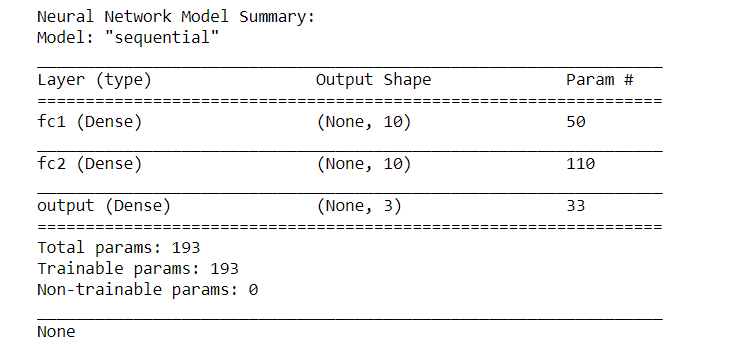 Neural Network Model Summary:
Model: "sequential"
_________________________________________________________________
Layer (type)                 Output Shape              Param #
=================================================================
fc1 (Dense)                  (None, 10)                50
_________________________________________________________________
fc2 (Dense)                  (None, 10)                110
_________________________________________________________________
output (Dense)               (None, 3)                 33
=================================================================
Total params: 193
Trainable params: 193
Non-trainable params: 0
_________________________________________________________________
None